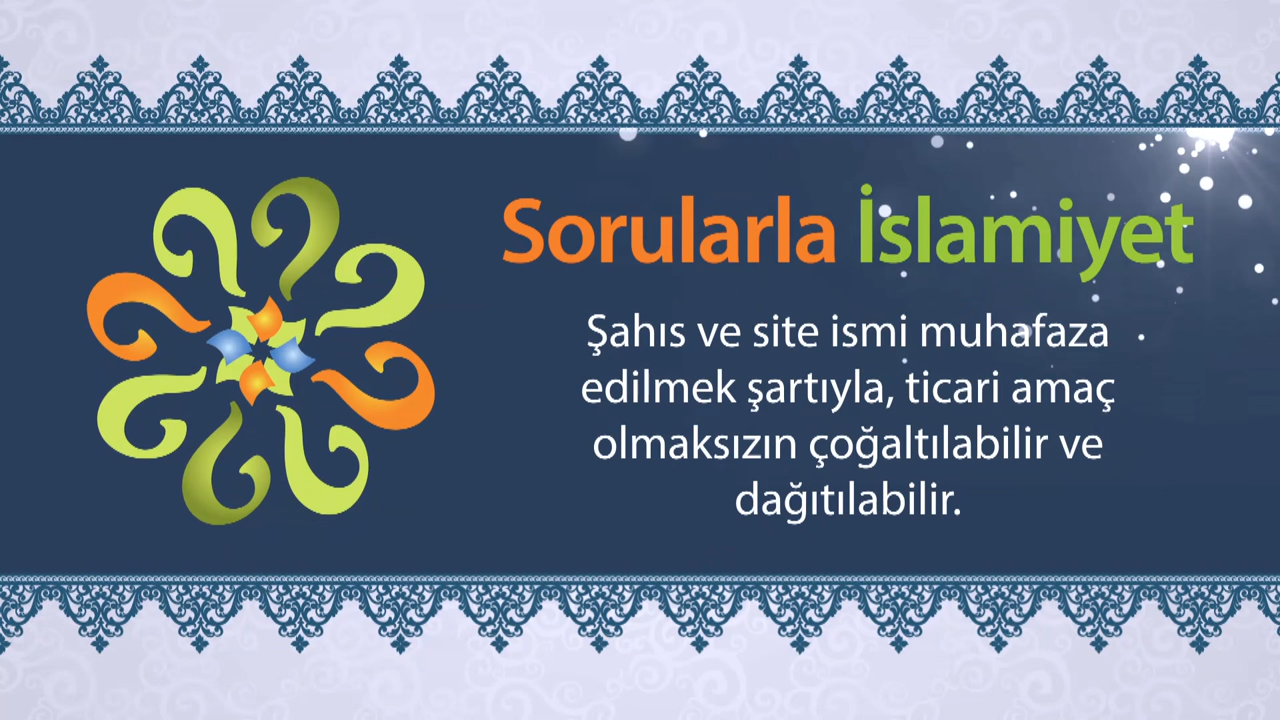 Sorularla İslamiyet
Şahıs ve site ismi muhafaza
edilmek şartıyla, ticari amaç
olmaksızın çoğaltılabilir ve
dağıtılabilir.